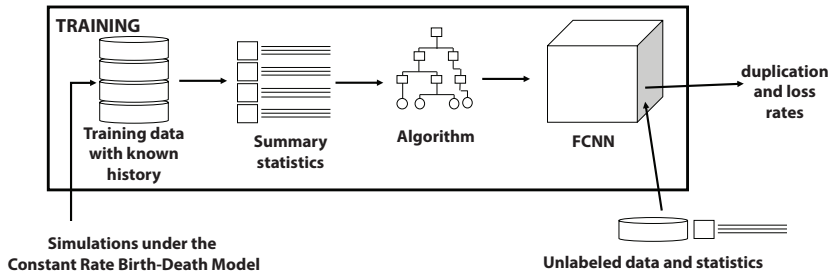 TRAINING
Training data
with known
history
Summary
statistics
Algorithm
FCNN
duplication
and loss
rates
Simulations under the
Constant Rate Birth-Death Model
Unlabeled data and statistics